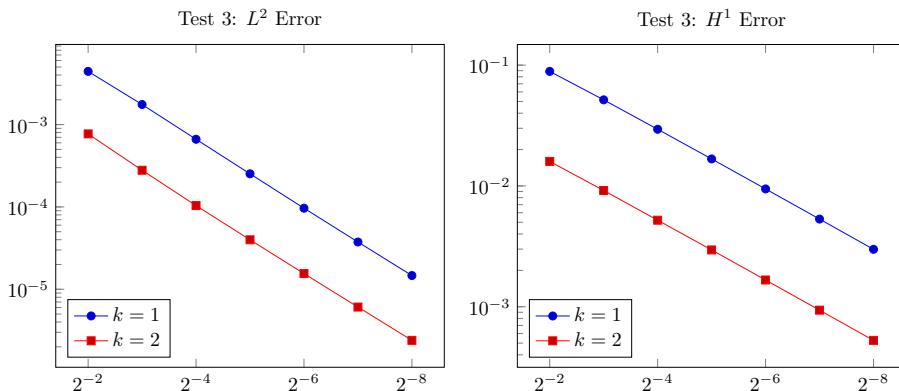 Test 3: $L^2$ Error
$10^{-3}$
$10^{-4}$
$10^{-5}$
$k = 1$
$k = 2$
$2^{-2}$ $2^{-4}$ $2^{-6}$ $2^{-8}$
Test 3: $H^1$ Error
$10^{-1}$
$10^{-2}$
$10^{-3}$
$k = 1$
$k = 2$
$2^{-2}$ $2^{-4}$ $2^{-6}$ $2^{-8}$